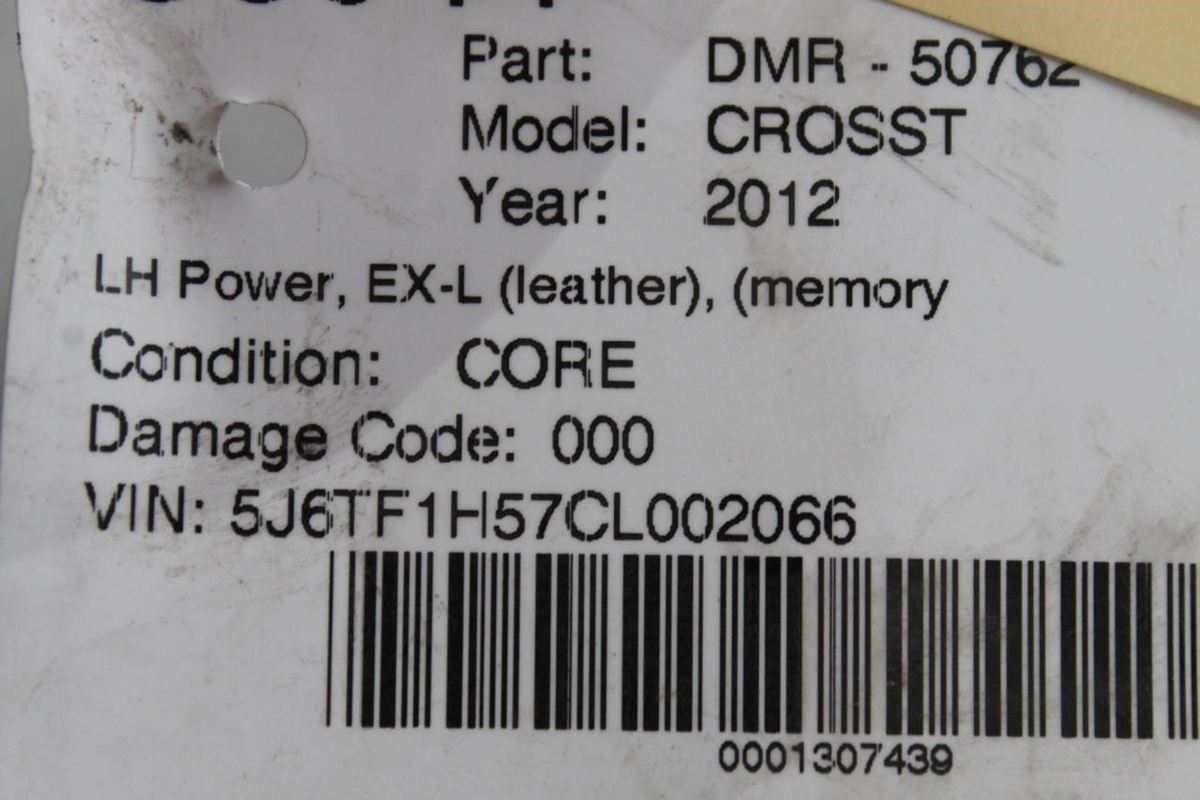 Part: DMR - 50762
Model: CROSST
Year: 2012
LH Power, EX-L (leather), (memory
Condition: CORE
Damage Code: 000
VIN: 5J6TF1H57CL002066
0001307439